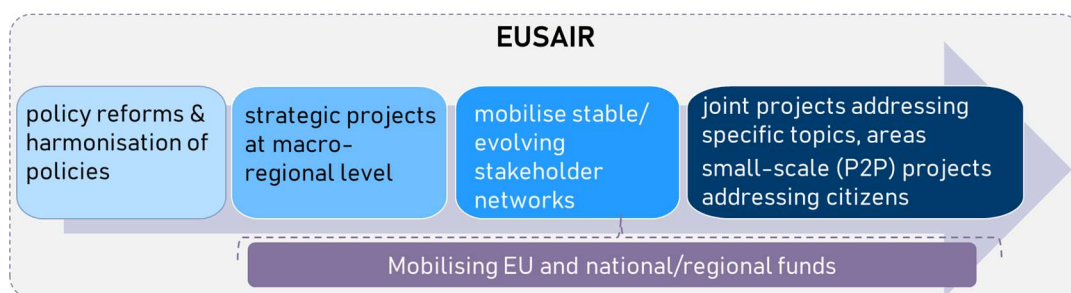 EUSAIR
policy reforms &
harmonisation of
policies
strategic projects
at macro-
regional level
mobilise stable/
evolving
stakeholder
networks
joint projects addressing
specific topics, areas
small-scale (P2P) projects
addressing citizens
Mobilising EU and national/regional funds